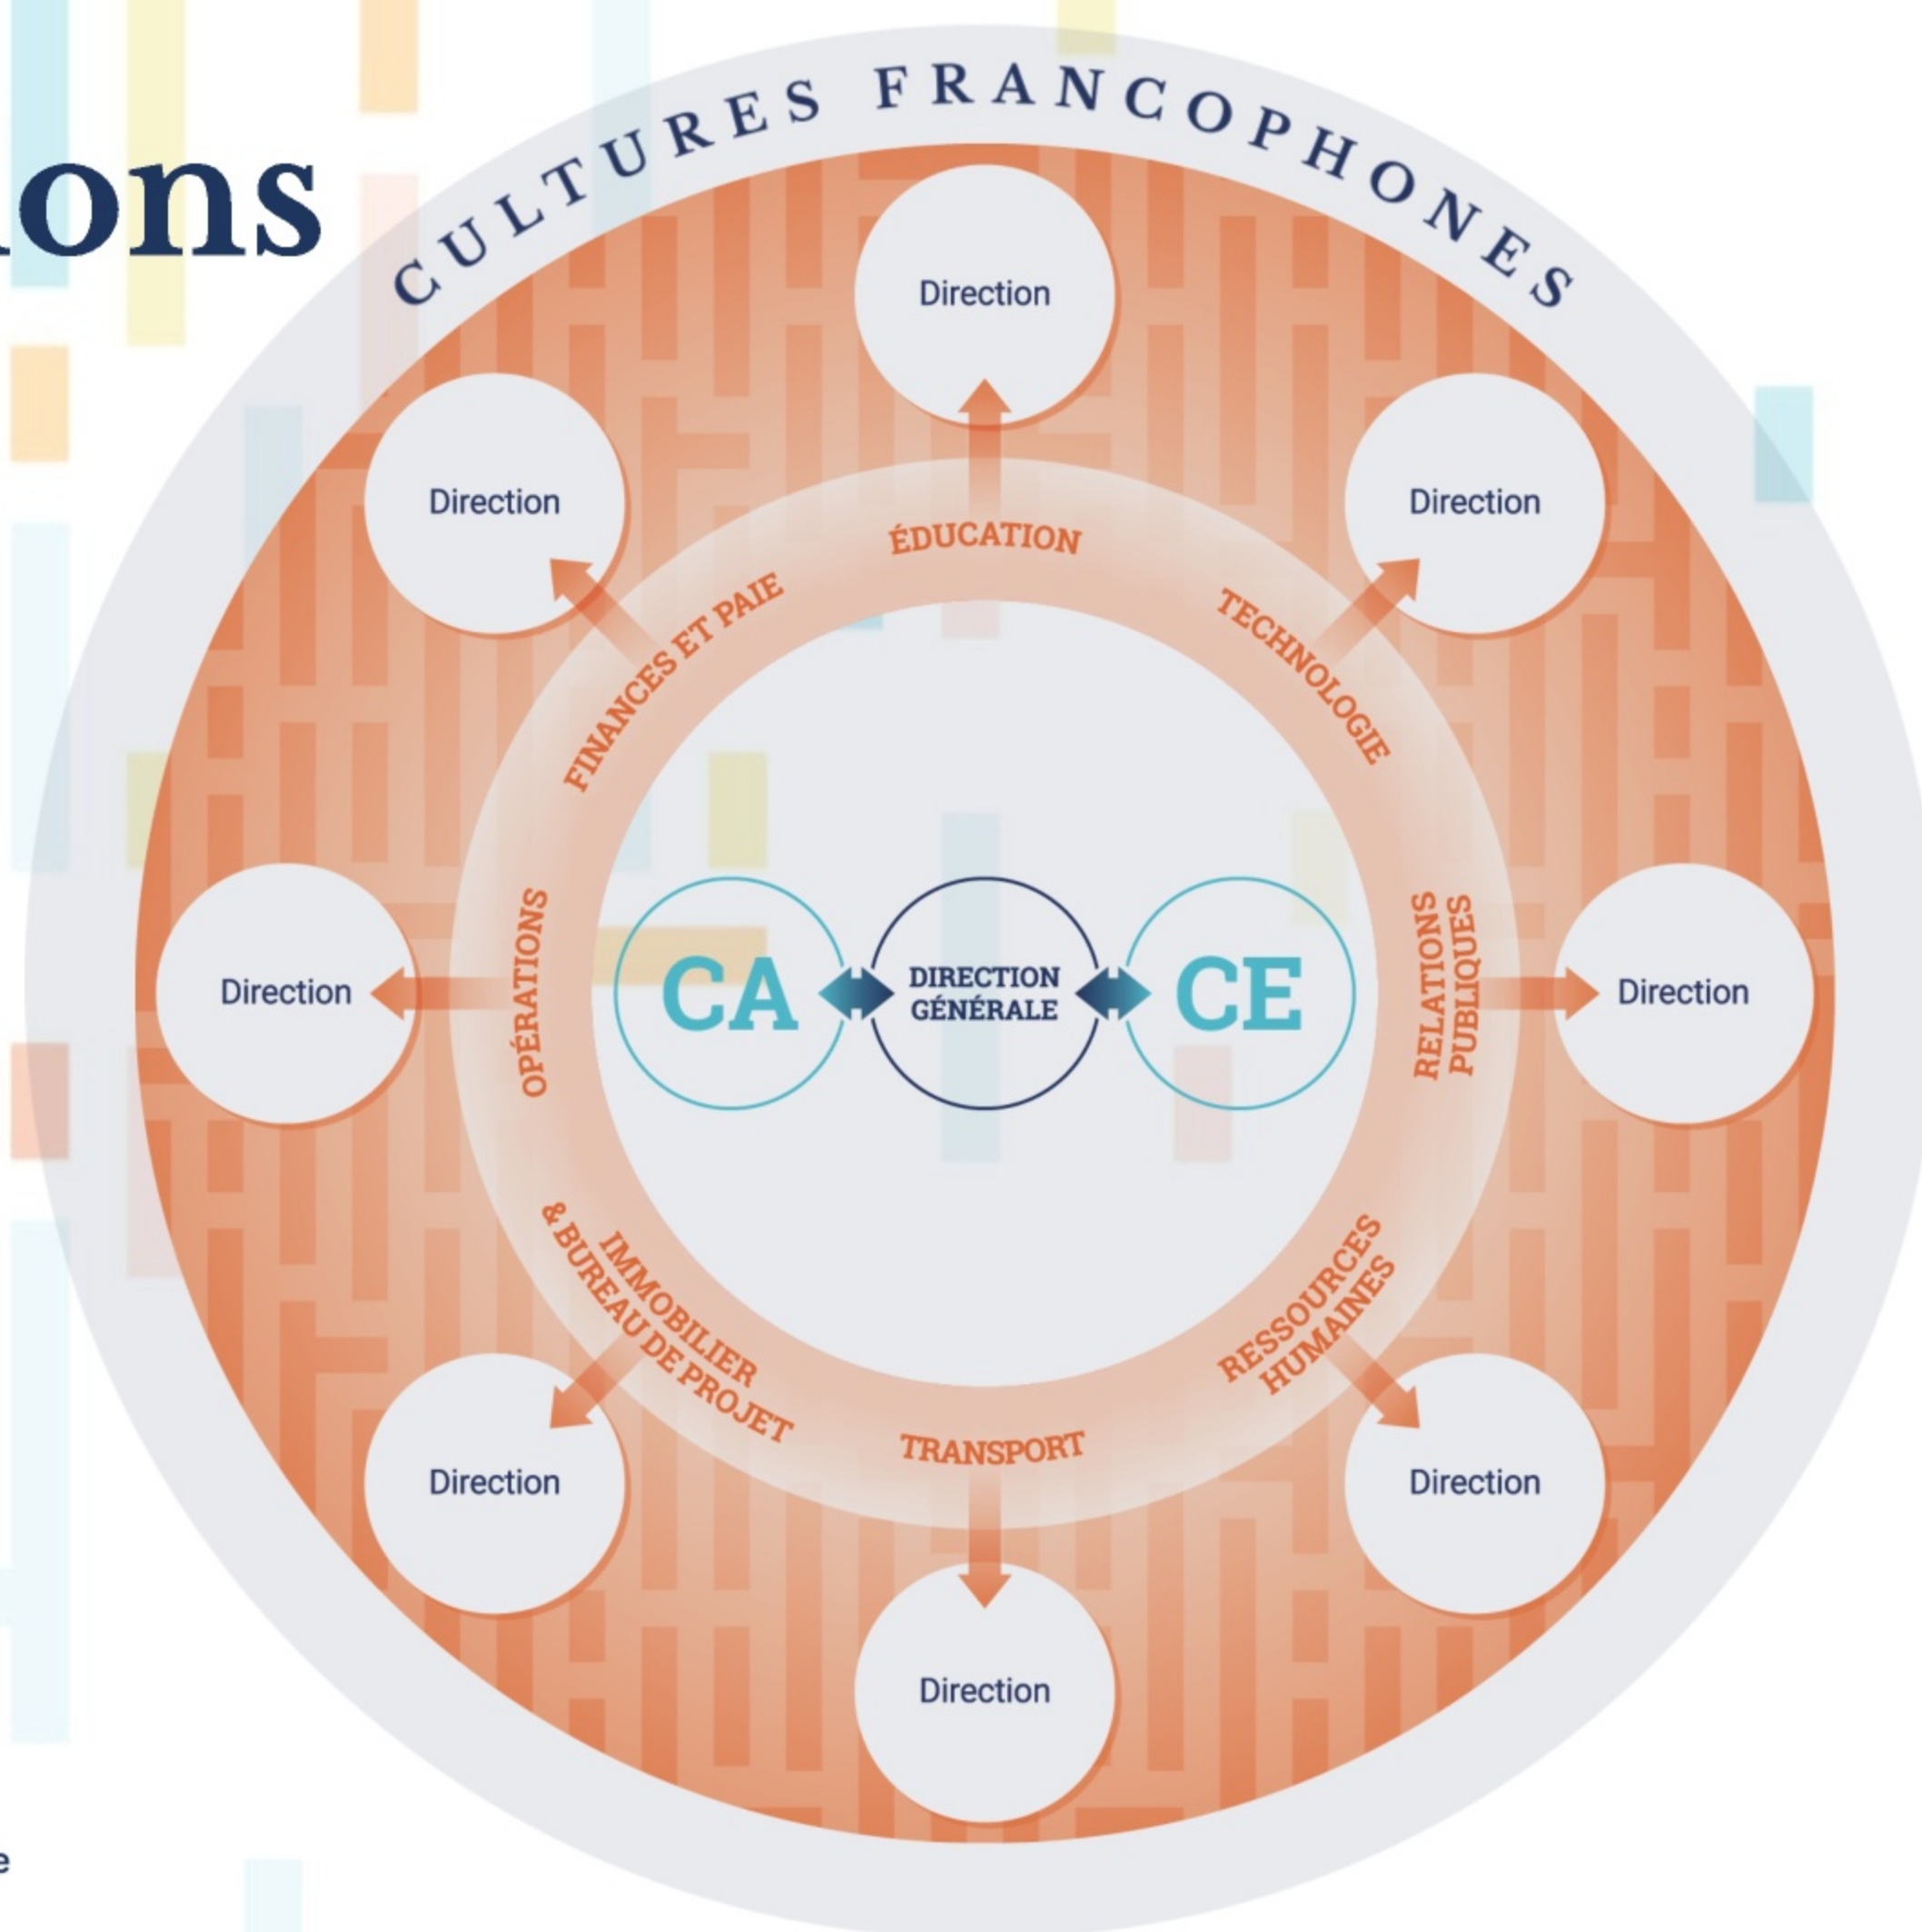 CULTURES FRANCOPHONES
ons
Direction
Direction
Direction
ÉDUCATION
FINANCES ET PAIE
TECHNOLOGIE
Direction
OPÉRATIONS
CA
DIRECTION
GÉNÉRALE
CE
RELATIONS
PUBLIQUES
Direction
IMMOBILIER
& BUREAU DE PROJET
RESSOURCES
HUMAINES
TRANSPORT
Direction
Direction
Direction
e